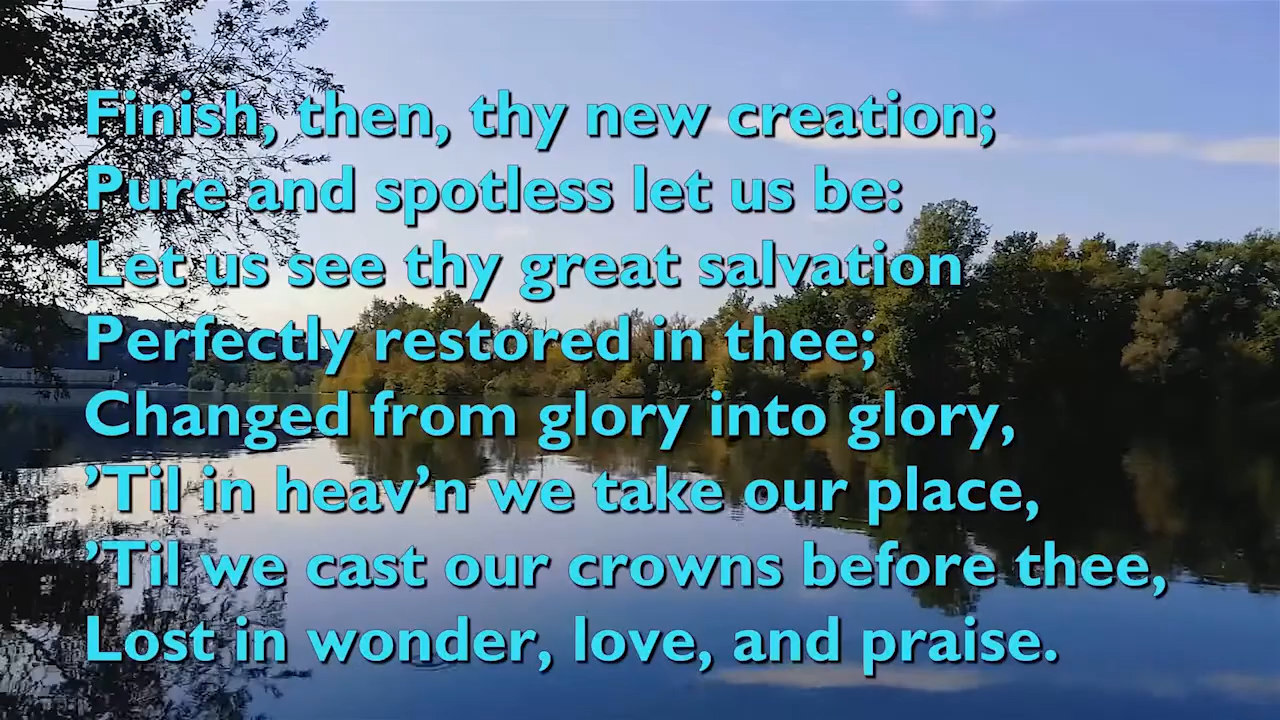 Finish, then, thy new creation;
Pure and spotless let us be:
Let us see thy great salvation
Perfectly restored in thee;
Changed from glory into glory,
’Til in heav’n we take our place,
’Til we cast our crowns before thee,
Lost in wonder, love, and praise.